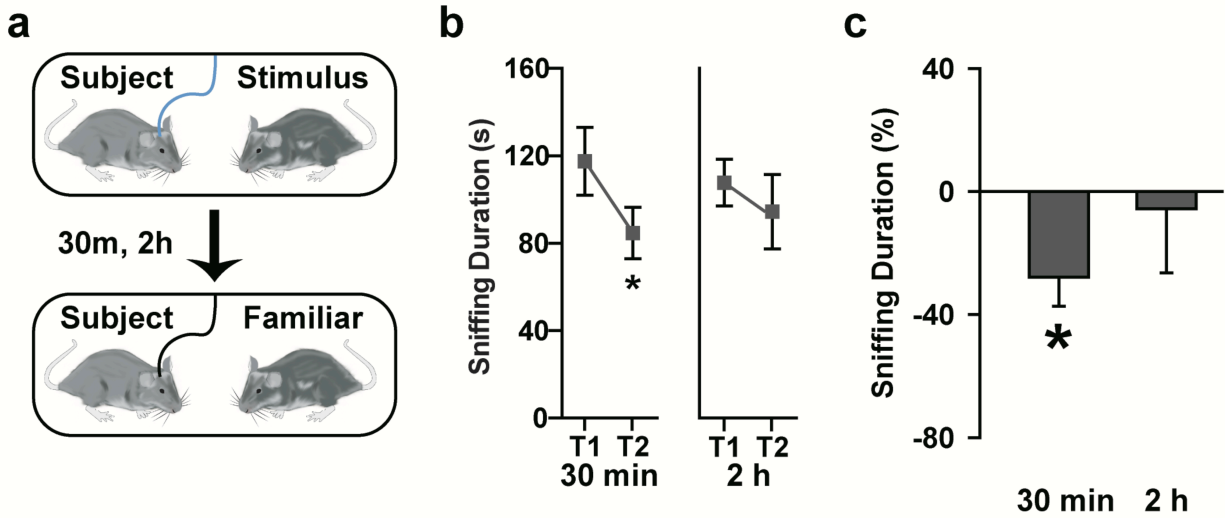 a
Subject Stimulus
30m, 2h
Subject Familiar
b
Sniffing Duration (s)
160
120
80
40
0
*
T1 T2 T1 T2
30 min 2 h
c
Sniffing Duration (%)
40
0
-40
-80
*
30 min 2 h